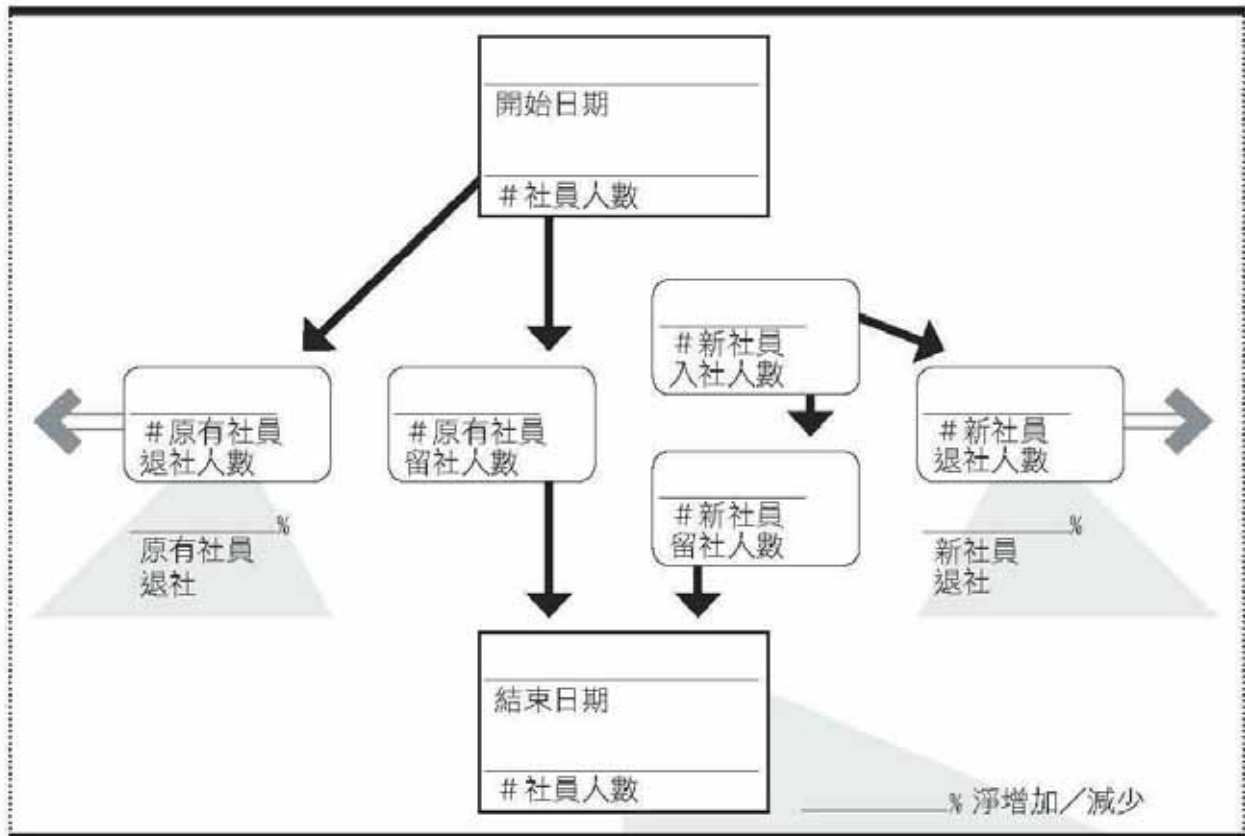 開始日期
#社員人數
#新社員
入社人數
#原有社員
退社人數
#原有社員
留社人數
#新社員
退社人數
#新社員
留社人數
%
原有社員
退社
%
新社員
退社
結束日期
#社員人數
% 淨增加／減少